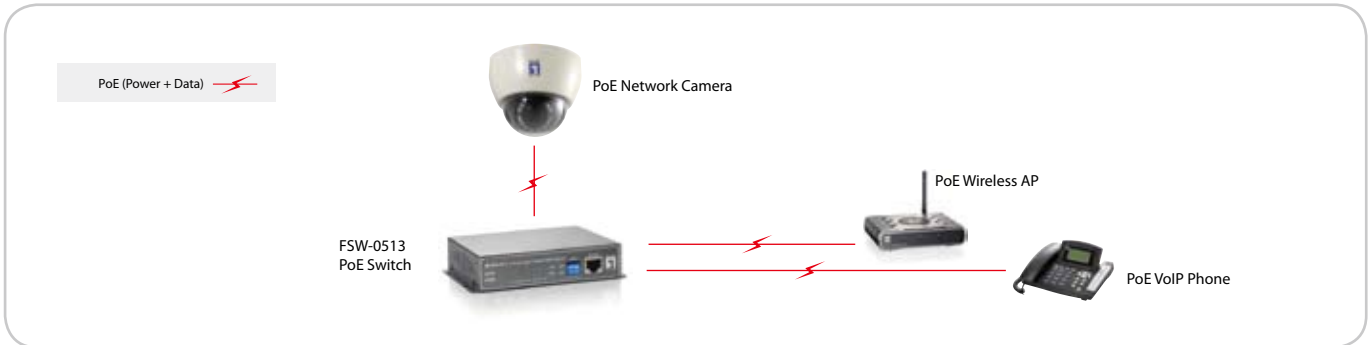 PoE (Power + Data)
PoE Network Camera
PoE Wireless AP
FSW-0513
PoE Switch
PoE VoIP Phone